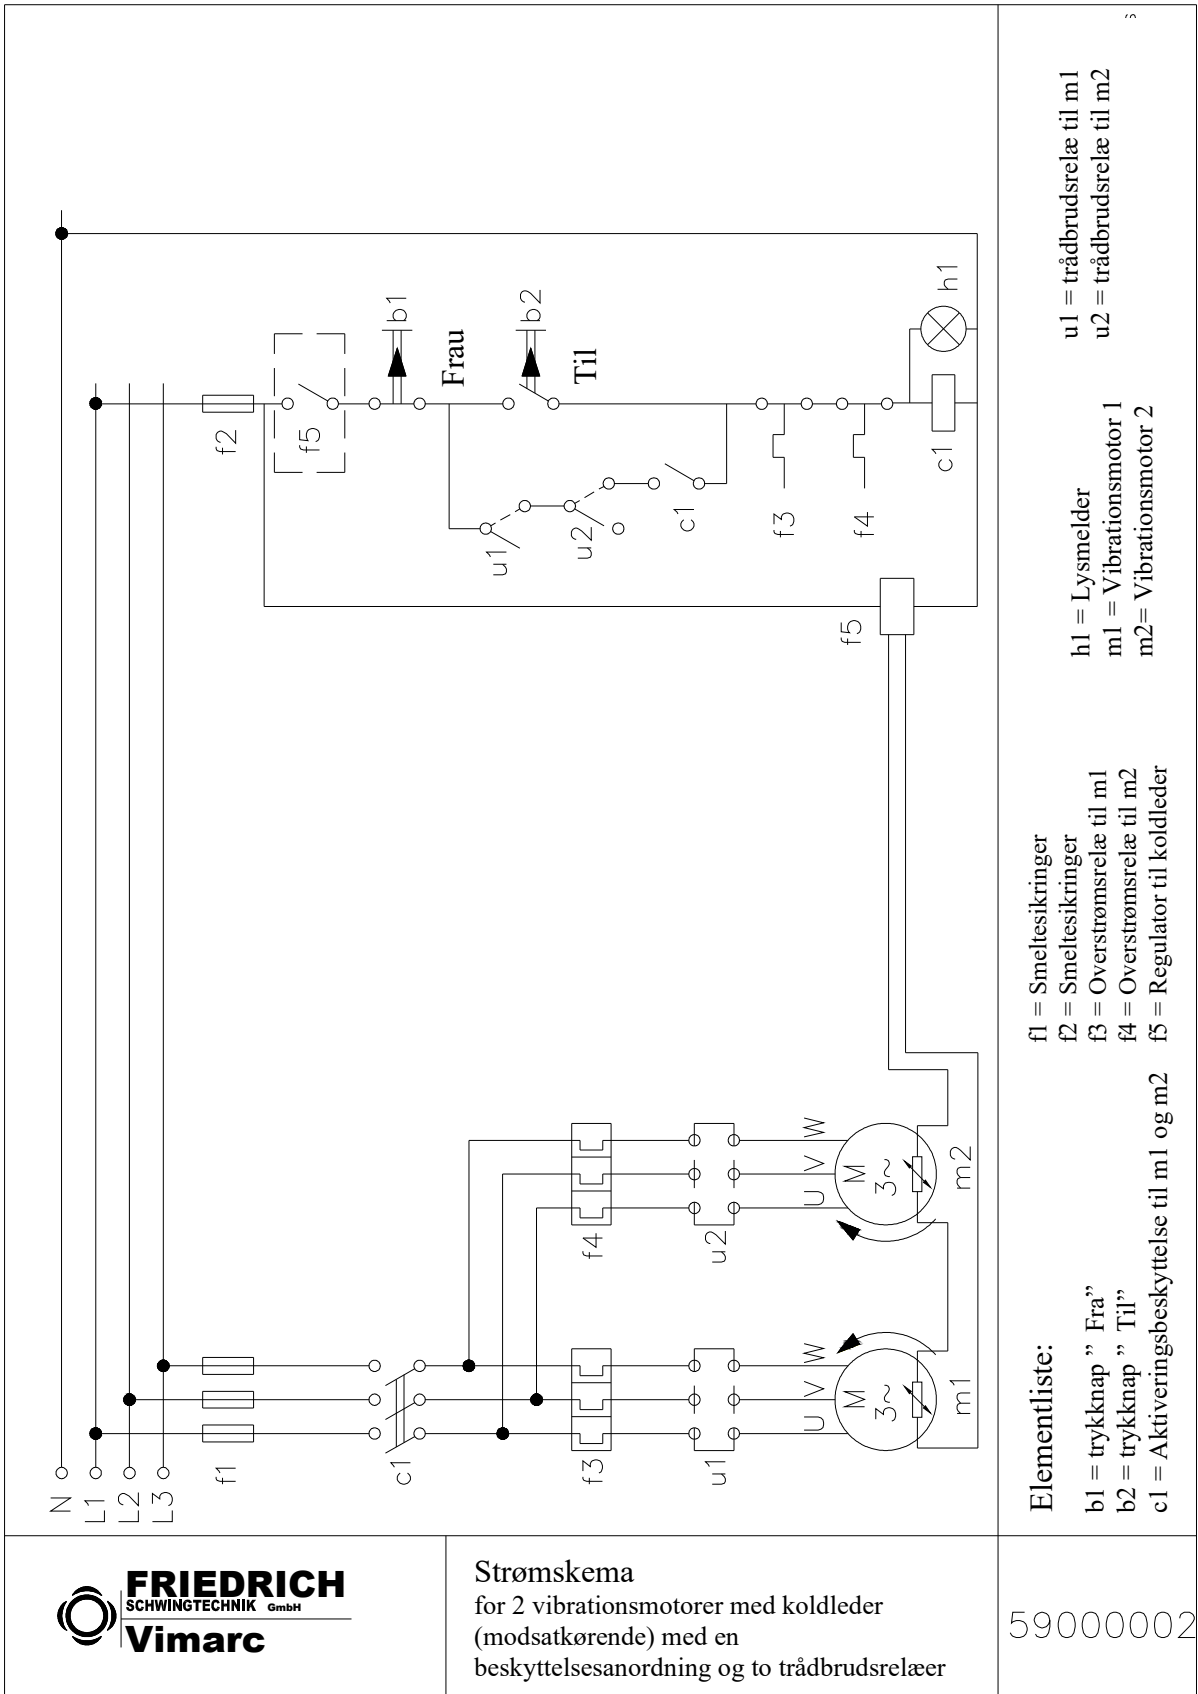 N
L1
L2
L3
f1
c1
f3
u1
U
V
W
M
3~
m1
f4
u2
U
V
W
M
3~
m2
f2
f5
b1
Frau
b2
Til
u1
u2
c1
f3
f4
c1
h1
f5
Elementliste:
b1 = trykknap ” Fra”
b2 = trykknap ” Til”
c1 = Aktiveringsbeskyttelse til m1 og m2
f1 = Smeltesikringer
f2 = Smeltesikringer
f3 = Overstrømsrelæ til m1
f4 = Overstrømsrelæ til m2
f5 = Regulator til koldleder
h1 = Lysmelder
m1 = Vibrationsmotor 1
m2= Vibrationsmotor 2
u1 = trådbrudsrelæ til m1
u2 = trådbrudsrelæ til m2
FRIEDRICH
SCHWINGTECHNIK GmbH
Vimarc
Strømskema
for 2 vibrationsmotorer med koldleder
(modsatkørende) med en
beskyttelsesanordning og to trådbrudsrelæer
59000002